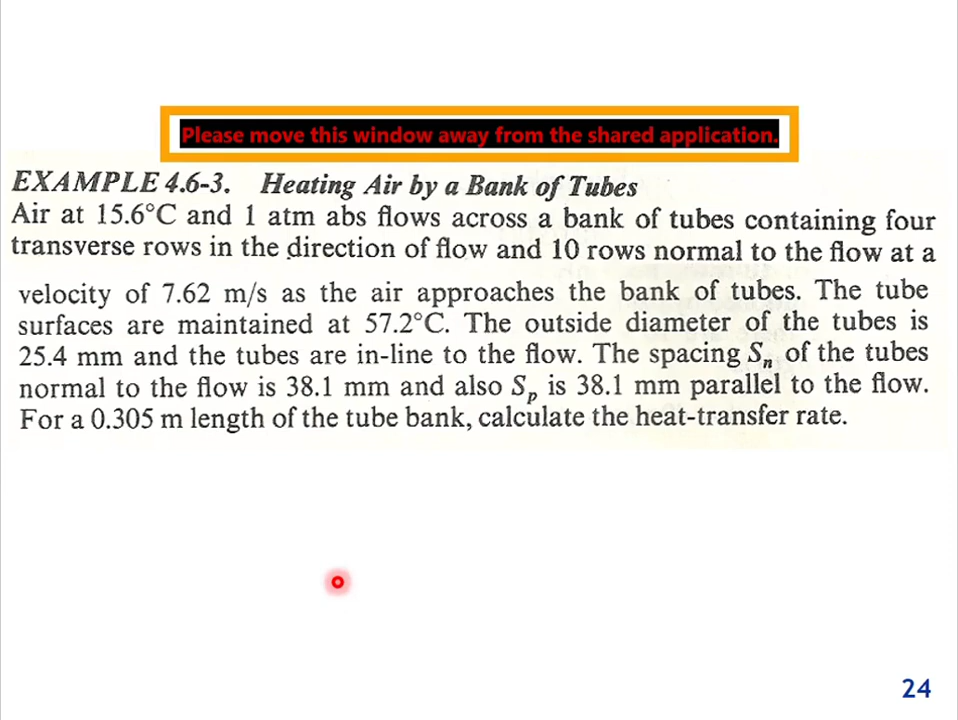 Please move this window away from the shared application.
EXAMPLE 4.6-3. Heating Air by a Bank of Tubes
Air at 15.6°C and 1 atm abs flows across a bank of tubes containing four
transverse rows in the direction of flow and 10 rows normal to the flow at a
velocity of 7.62 m/s as the air approaches the bank of tubes. The tube
surfaces are maintained at 57.2°C. The outside diameter of the tubes is
25.4 mm and the tubes are in-line to the flow. The spacing Sₙ of the tubes
normal to the flow is 38.1 mm and also Sₚ is 38.1 mm parallel to the flow.
For a 0.305 m length of the tube bank, calculate the heat-transfer rate.
24